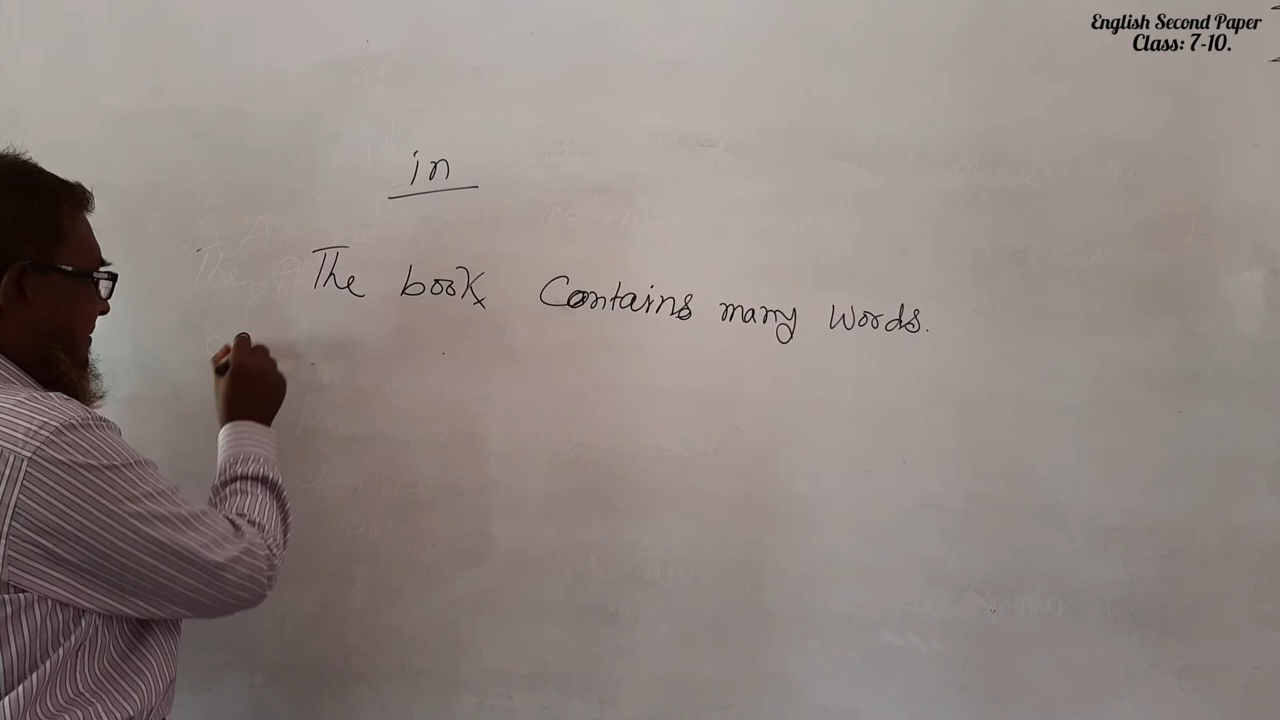 English Second Paper
Class: 7-10.
in
The book Contains many words.